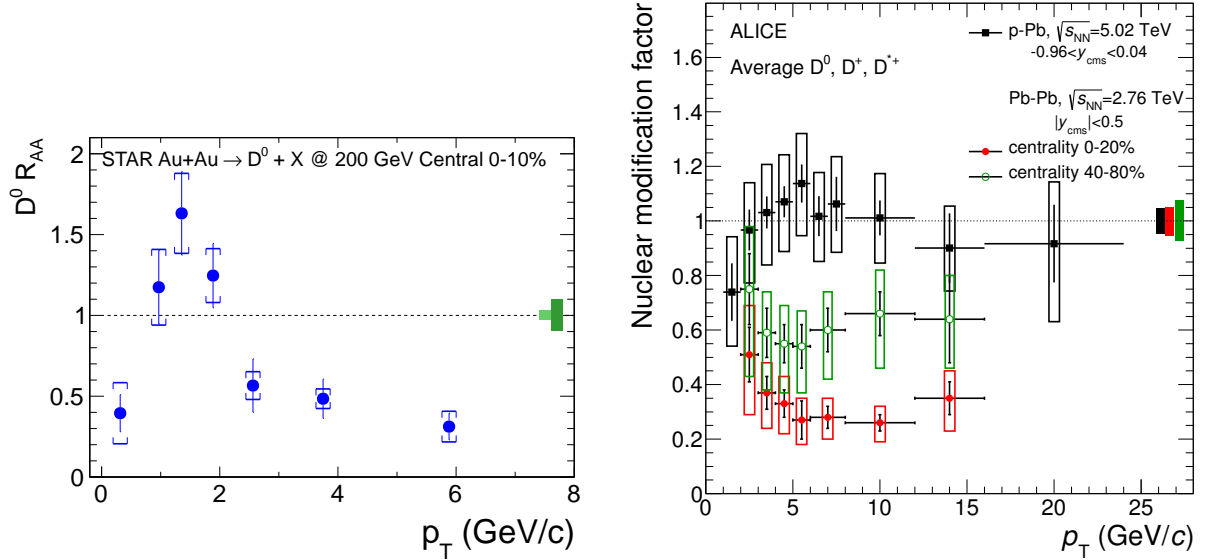 STAR Au+Au → D⁰ + X @ 200 GeV Central 0-10%
D⁰ R_AA
2
1.5
1
0.5
0
0 2 4 6 8
p_T (GeV/c)
ALICE
Average D⁰, D⁺, D*⁺
p-Pb, √s_NN=5.02 TeV
-0.96<y_cms<0.04
Pb-Pb, √s_NN=2.76 TeV
|y_cms|<0.5
centrality 0-20%
centrality 40-80%
Nuclear modification factor
1.6
1.4
1.2
1
0.8
0.6
0.4
0.2
0 5 10 15 20 25
p_T (GeV/c)